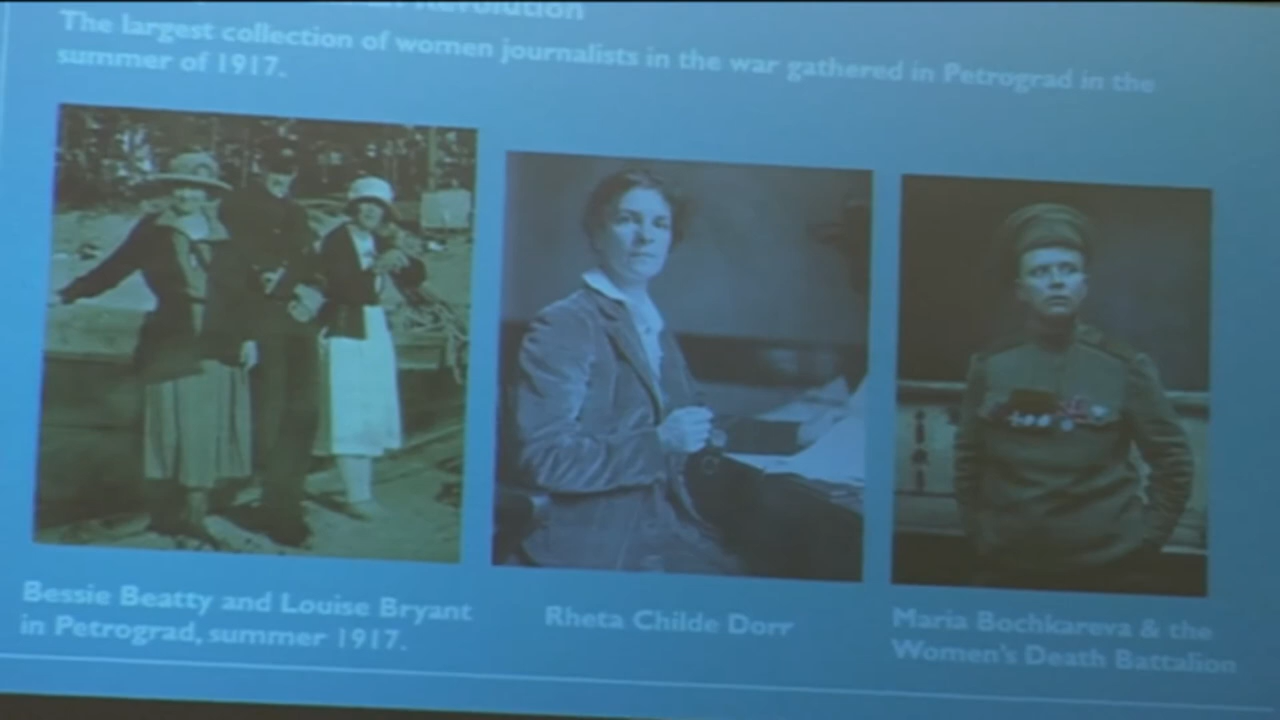 Revolution
The largest collection of women journalists in the war gathered in Petrograd in the
summer of 1917.
Bessie Beatty and Louise Bryant
in Petrograd, summer 1917.
Rheta Childe Dorr
Maria Bochkareva & the
Women's Death Battalion